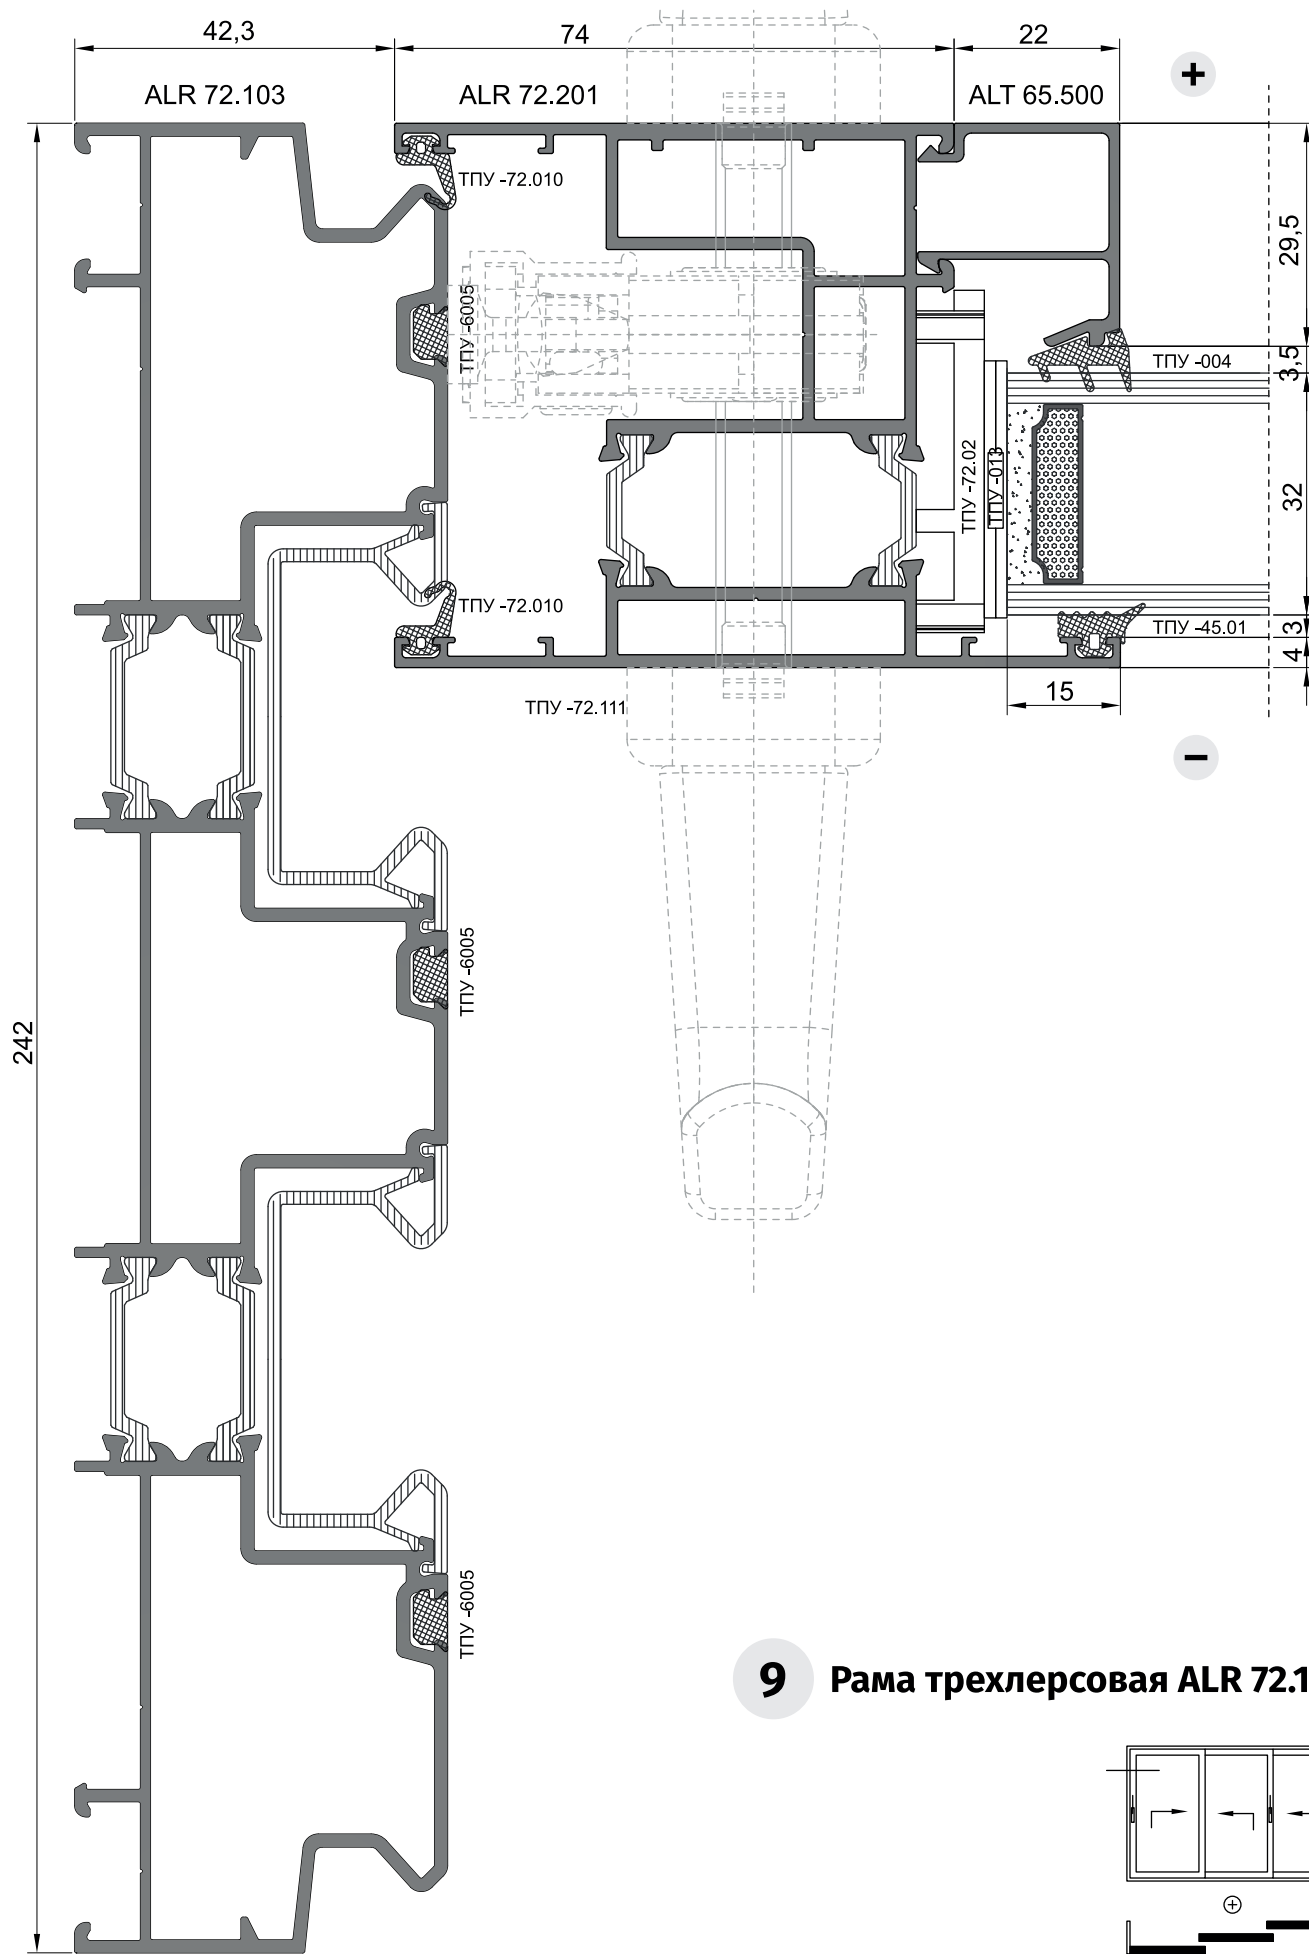 42,3
74
22
+
ALR 72.103
ALR 72.201
ALT 65.500
ТПУ -72.010
29,5
ТПУ -6005
ТПУ -004
3,5
ТПУ -72.02
ТПУ -013
32
ТПУ -72.010
ТПУ -45.01
3
4
15
ТПУ -72.111
−
242
ТПУ -6005
ТПУ -6005
9 Рама трехлерсовая ALR 72.1
+